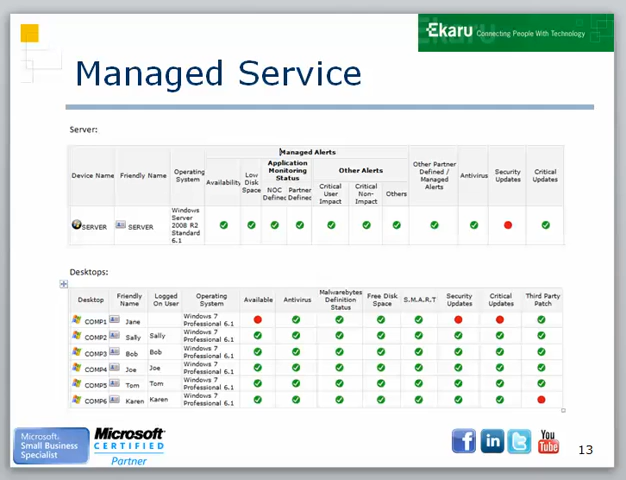 Ekaru Connecting People With Technology
Managed Service
Server:
Managed Alerts
Device Name Friendly Name Operating System Availability Low Disk Space Application Monitoring Status Other Alerts Other Partner Defined / Managed Alerts Antivirus Security Updates Critical Updates
NOC Define Partner Define Critical User Impact Critical Non-Impact Others
SERVER SERVER Windows Server 2008 R2 Standard 6.1
Desktops:
Desktop Friendly Name Logged On User Operating System Available Antivirus Malwarebytes Definition Status Free Disk Space S.M.A.R.T Security Updates Critical Updates Third Party Patch
COMP1 Jane Windows 7 Professional 6.1
COMP2 Sally Sally Windows 7 Professional 6.1
COMP3 Bob Bob Windows 7 Professional 6.1
COMP4 Joe Joe Windows 7 Professional 6.1
COMP5 Tom Tom Windows 7 Professional 6.1
COMP6 Karen Karen Windows 7 Professional 6.1
Microsoft
Small Business
Specialist
Microsoft
CERTIFIED
Partner
f in t You Tube
13